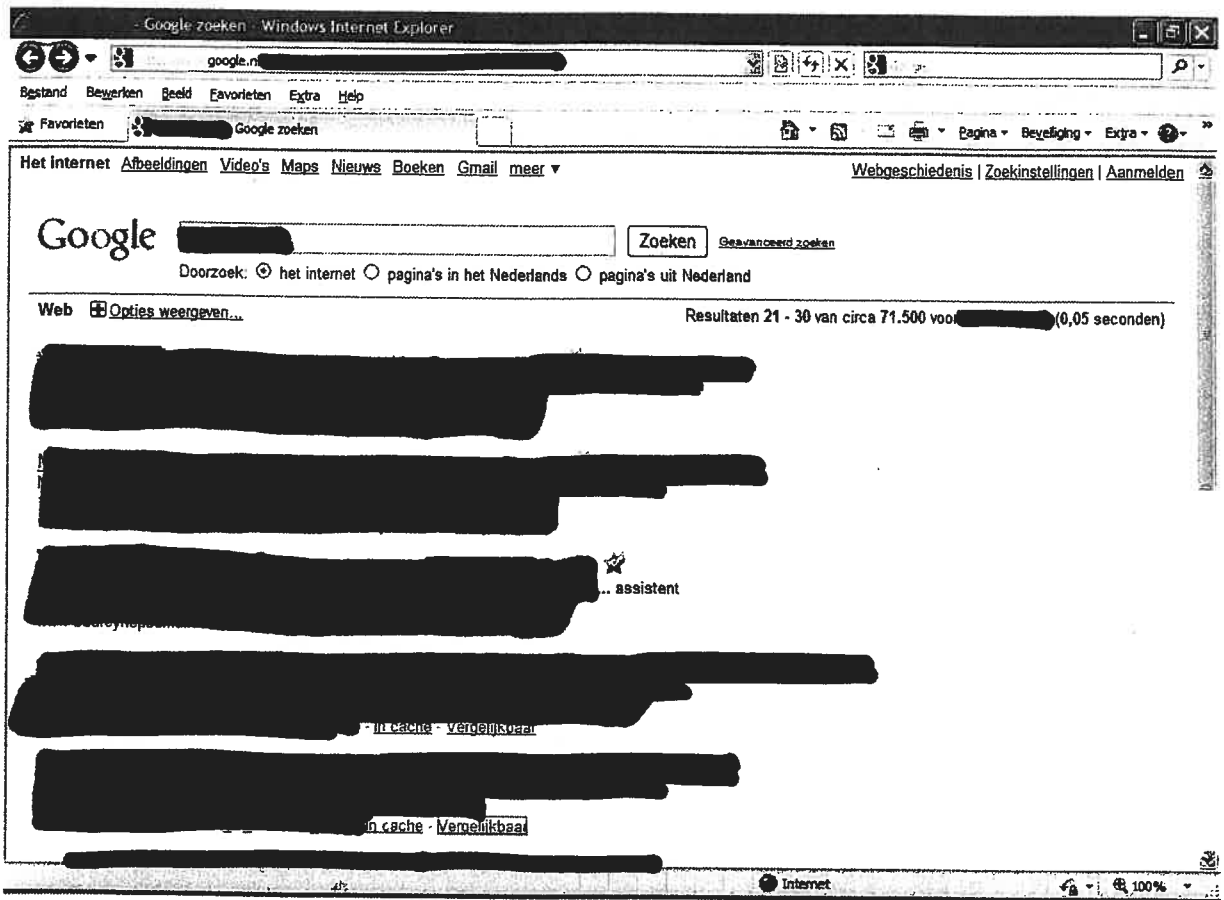 - Google zoeken - Windows Internet Explorer
google.n
Bestand Bewerken Beeld Favorieten Extra Help
Favorieten Google zoeken Pagina Beveiliging Extra
Het internet Afbeeldingen Video's Maps Nieuws Boeken Gmail meer ▼ Webgeschiedenis | Zoekinstellingen | Aanmelden
Google Zoeken Geavanceerd zoeken
Doorzoek: het internet pagina's in het Nederlands pagina's uit Nederland
Web Opties weergeven... Resultaten 21 - 30 van circa 71.500 voor (0,05 seconden)
... assistent
- In cache - Vergelijkbaar
In cache - Vergelijkbaar
Internet 100%